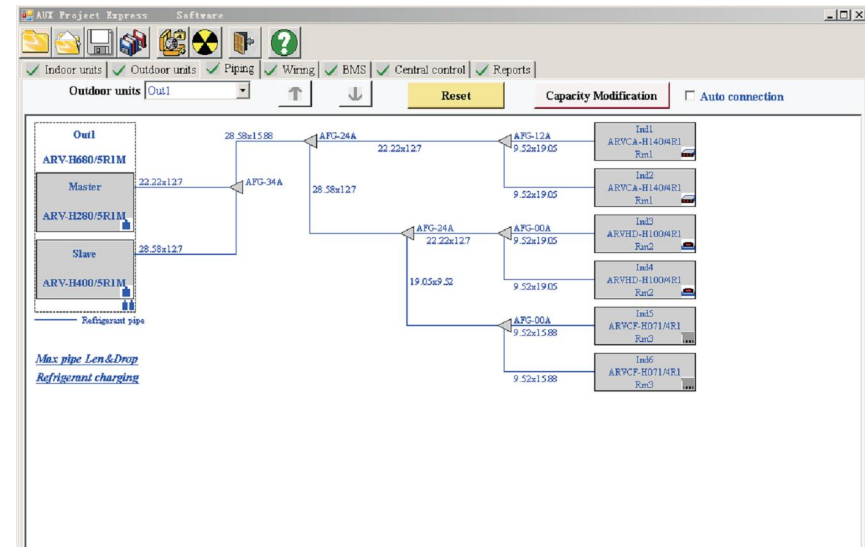 AUX Project Express Software
Indoor units Outdoor units Piping Wiring BMS Central control Reports
Outdoor units Out1 Reset Capacity Modification Auto connection
Out1
ARV-H680/5R1M
Master
ARV-H280/5R1M
Slave
ARV-H400/5R1M
Refrigerant pipe
Max pipe Len&Drop
Refrigerant charging
22.22x12.7
28.58x12.7
AFG-34A
28.58x15.88
AFG-24A
28.58x12.7
22.22x12.7
AFG-12A
9.52x19.05
9.52x19.05
AFG-24A
22.22x12.7
19.05x9.52
AFG-00A
9.52x19.05
9.52x19.05
AFG-00A
9.52x15.88
9.52x15.88
Ind1
ARVCA-H140/4R1
Rm1
Ind2
ARVCA-H140/4R1
Rm1
Ind3
ARVHD-H100/4R1
Rm2
Ind4
ARVHD-H100/4R1
Rm2
Ind5
ARVCF-H071/4R1
Rm3
Ind6
ARVCF-H071/4R1
Rm3